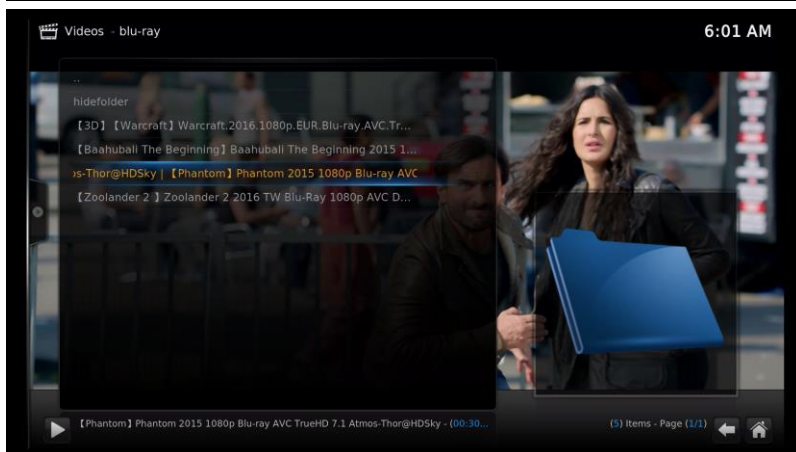 Videos - blu-ray
6:01 AM
..
hidefolder
【3D】【Warcraft】Warcraft.2016.1080p.EUR.Blu-ray.AVC.Tr...
【Baahubali The Beginning】Baahubali The Beginning 2015 1...
os-Thor@HDSky | 【Phantom】Phantom 2015 1080p Blu-ray AVC
【Zoolander 2 】Zoolander 2 2016 TW Blu-Ray 1080p AVC D...
【Phantom】Phantom 2015 1080p Blu-ray AVC TrueHD 7.1 Atmos-Thor@HDSky - (00:30...
(5) Items - Page (1/1)